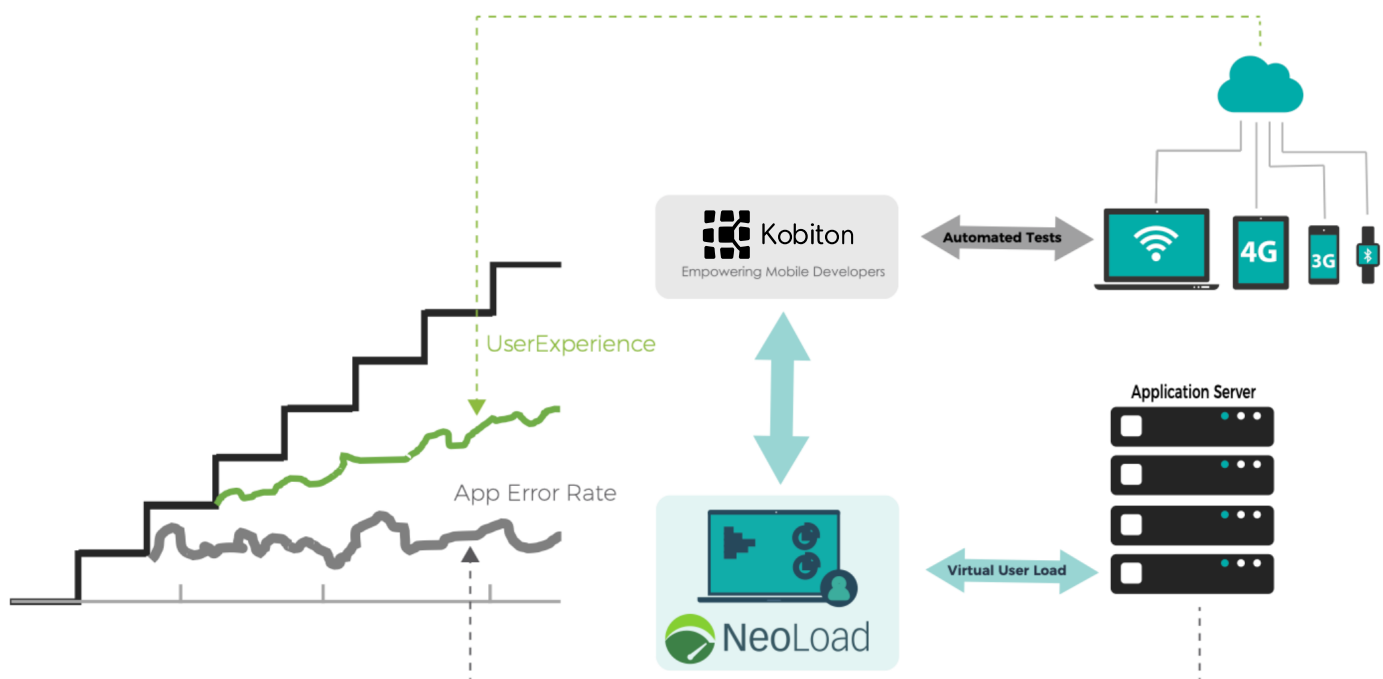 Kobiton
Empowering Mobile Developers
Automated Tests
4G
3G
UserExperience
Application Server
App Error Rate
Virtual User Load
NeoLoad